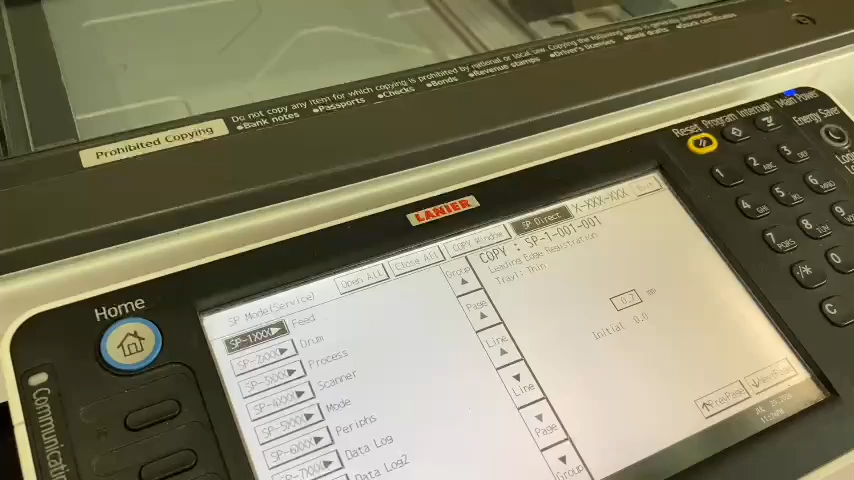 Do not copy any item for which copying is prohibited by national or local law. Copying the following items is generally prohibited
●Bank notes ●Passports ●Checks ●Bonds ●Revenue stamps ●Driver's licenses ●Bank drafts ●Stock certificates
Prohibited Copying
LANIER
Reset Program Interrupt Main Power
Energy Saver
Home
Communicatin
SP Mode(Service)
Open All Close All COPY Window SP Direct X-XXX-XXX Exit
COPY : SP-1-001-001
Leading Edge Registration
Tray1: Thin
mm
Initial 0.0
SP-1XXX▶ Feed
SP-2XXX▶ Drum
SP-3XXX▶ Process
SP-4XXX▶ Scanner
SP-5XXX▶ Mode
SP-6XXX▶ Periphs
SP-7XXX▶ Data Log
Data Log2
Group
Page
Line
Line
Page
Group
PrevPage NextPage
1
2 ABC
3 DEF
4 GHI
5 JKL
6 MNO
7 PQRS
8 TUV
9
*/*
0
C